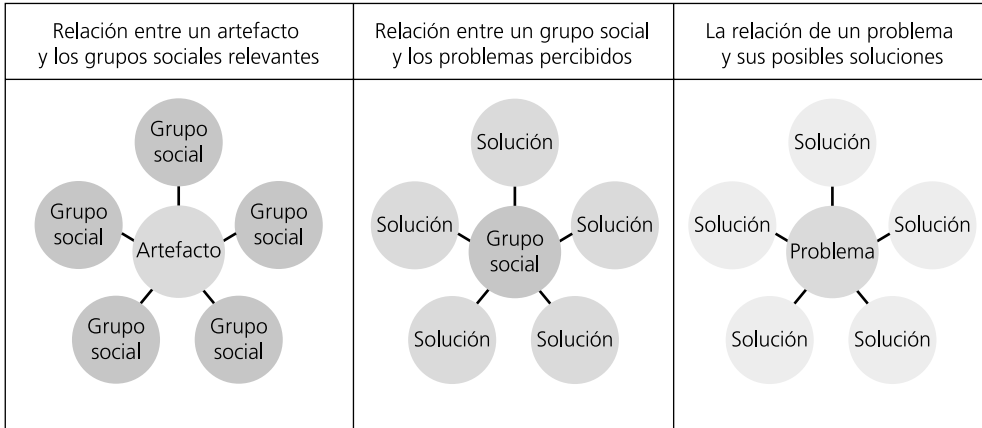 Relación entre un artefacto
y los grupos sociales relevantes
Relación entre un grupo social
y los problemas percibidos
La relación de un problema
y sus posibles soluciones
Grupo
social
Grupo
social
Grupo
social
Artefacto
Grupo
social
Grupo
social
Solución
Solución
Solución
Grupo
social
Solución
Solución
Solución
Solución
Solución
Problema
Solución
Solución